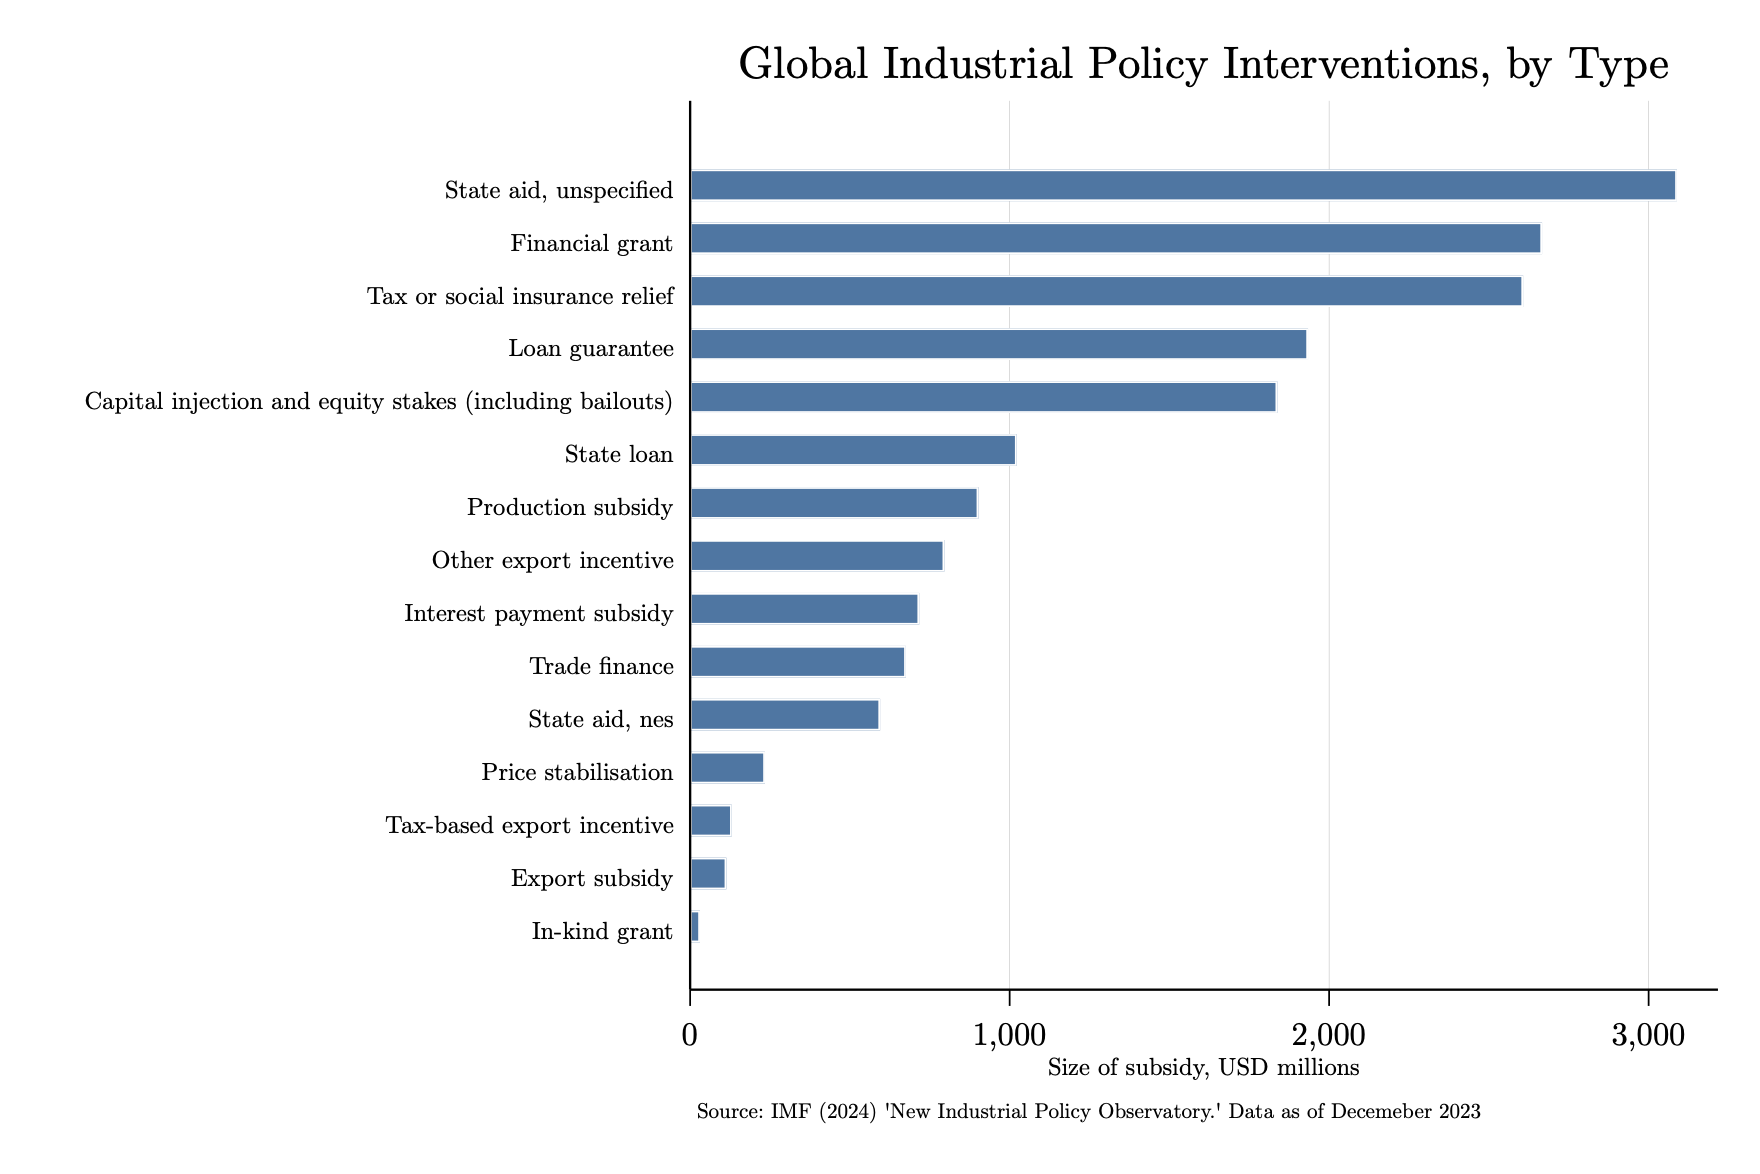 Global Industrial Policy Interventions, by Type
State aid, unspecified
Financial grant
Tax or social insurance relief
Loan guarantee
Capital injection and equity stakes (including bailouts)
State loan
Production subsidy
Other export incentive
Interest payment subsidy
Trade finance
State aid, nes
Price stabilisation
Tax-based export incentive
Export subsidy
In-kind grant
0 1,000 2,000 3,000
Size of subsidy, USD millions
Source: IMF (2024) 'New Industrial Policy Observatory.' Data as of Decemeber 2023